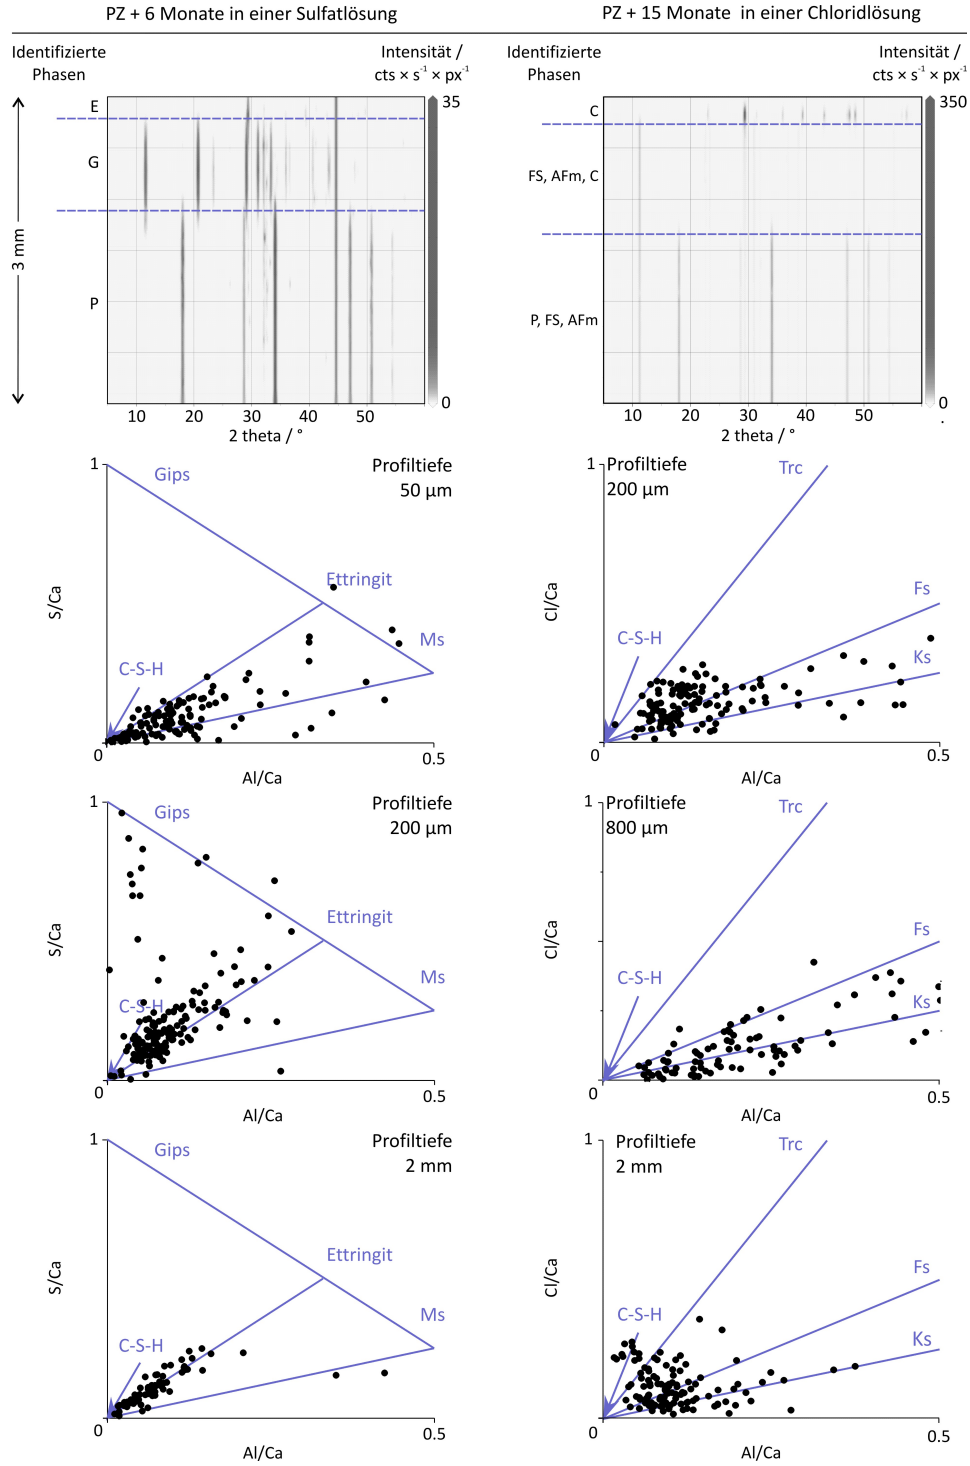 PZ + 6 Monate in einer Sulfatlösung
PZ + 15 Monate in einer Chloridlösung
Identifizierte
Phasen
Intensität /
cts × s⁻¹ × px⁻¹
Identifizierte
Phasen
Intensität /
cts × s⁻¹ × px⁻¹
3 mm
E
G
P
35
0
10 20 30 40 50
2 theta / °
C
FS, AFm, C
P, FS, AFm
350
0
10 20 30 40 50
2 theta / °
1
Gips
Profiltiefe
50 µm
Ettringit
Ms
C-S-H
S/Ca
0
0.5
Al/Ca
1
Profiltiefe
200 µm
Trc
Fs
Ks
C-S-H
Cl/Ca
0
0.5
Al/Ca
1
Gips
Profiltiefe
200 µm
Ettringit
Ms
C-S-H
S/Ca
0
0.5
Al/Ca
1
Profiltiefe
800 µm
Trc
Fs
Ks
C-S-H
Cl/Ca
0
0.5
Al/Ca
1
Gips
Profiltiefe
2 mm
Ettringit
Ms
C-S-H
S/Ca
0
0.5
Al/Ca
1
Profiltiefe
2 mm
Trc
Fs
Ks
C-S-H
Cl/Ca
0
0.5
Al/Ca